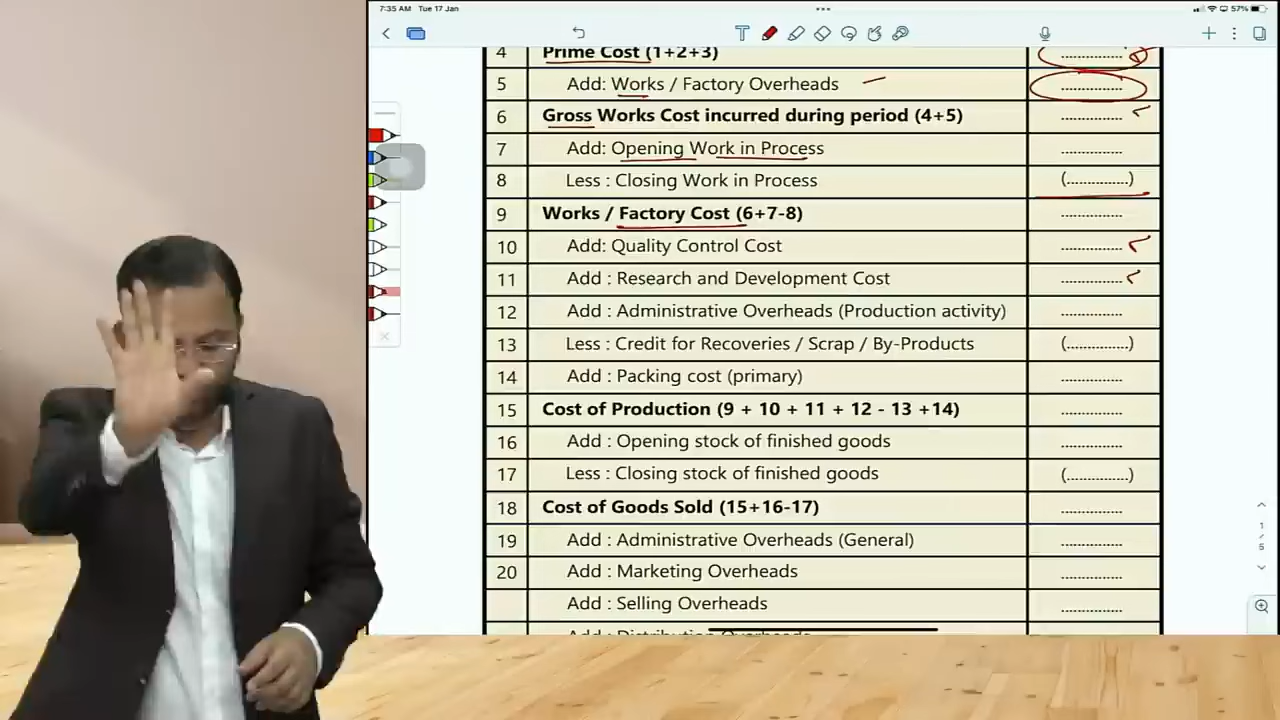 7:35 AM Tue 17 Jan
57%
T
4 Prime Cost (1+2+3) ..............
5 Add: Works / Factory Overheads ..............
6 Gross Works Cost incurred during period (4+5) ..............
7 Add: Opening Work in Process ..............
8 Less : Closing Work in Process (..............)
9 Works / Factory Cost (6+7-8) ..............
10 Add: Quality Control Cost ..............
11 Add : Research and Development Cost ..............
12 Add : Administrative Overheads (Production activity) ..............
13 Less : Credit for Recoveries / Scrap / By-Products (..............)
14 Add : Packing cost (primary) ..............
15 Cost of Production (9 + 10 + 11 + 12 - 13 +14) ..............
16 Add : Opening stock of finished goods ..............
17 Less : Closing stock of finished goods (..............)
18 Cost of Goods Sold (15+16-17) ..............
19 Add : Administrative Overheads (General) ..............
20 Add : Marketing Overheads ..............
Add : Selling Overheads ..............
Add : Distribution Overheads
1
/
5